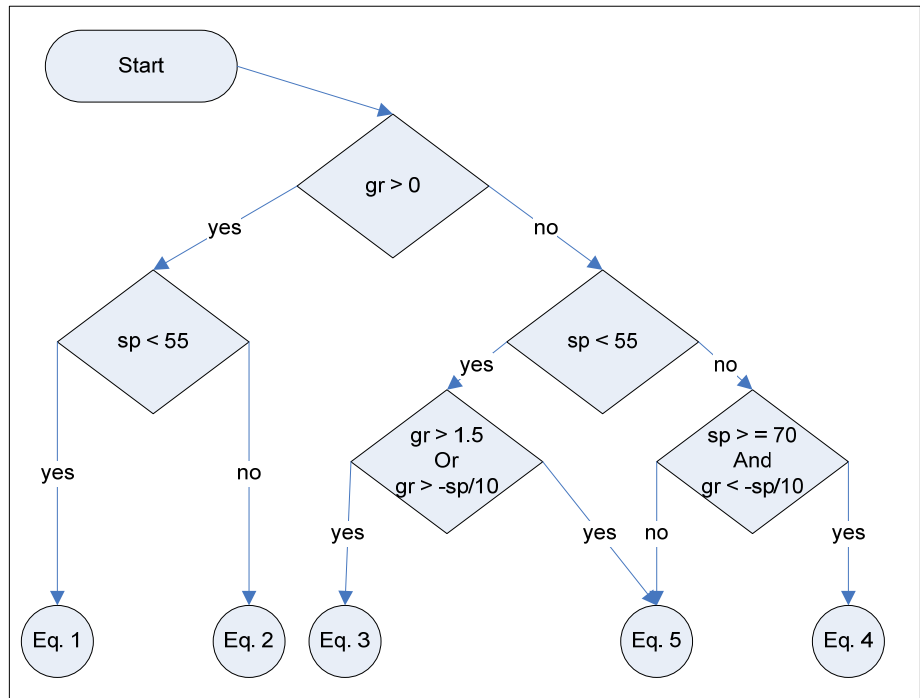 Start
gr > 0
yes
no
sp < 55
sp < 55
yes
no
gr > 1.5
Or
gr > -sp/10
sp > = 70
And
gr < -sp/10
yes
no
yes
yes
no
yes
Eq. 1
Eq. 2
Eq. 3
Eq. 5
Eq. 4